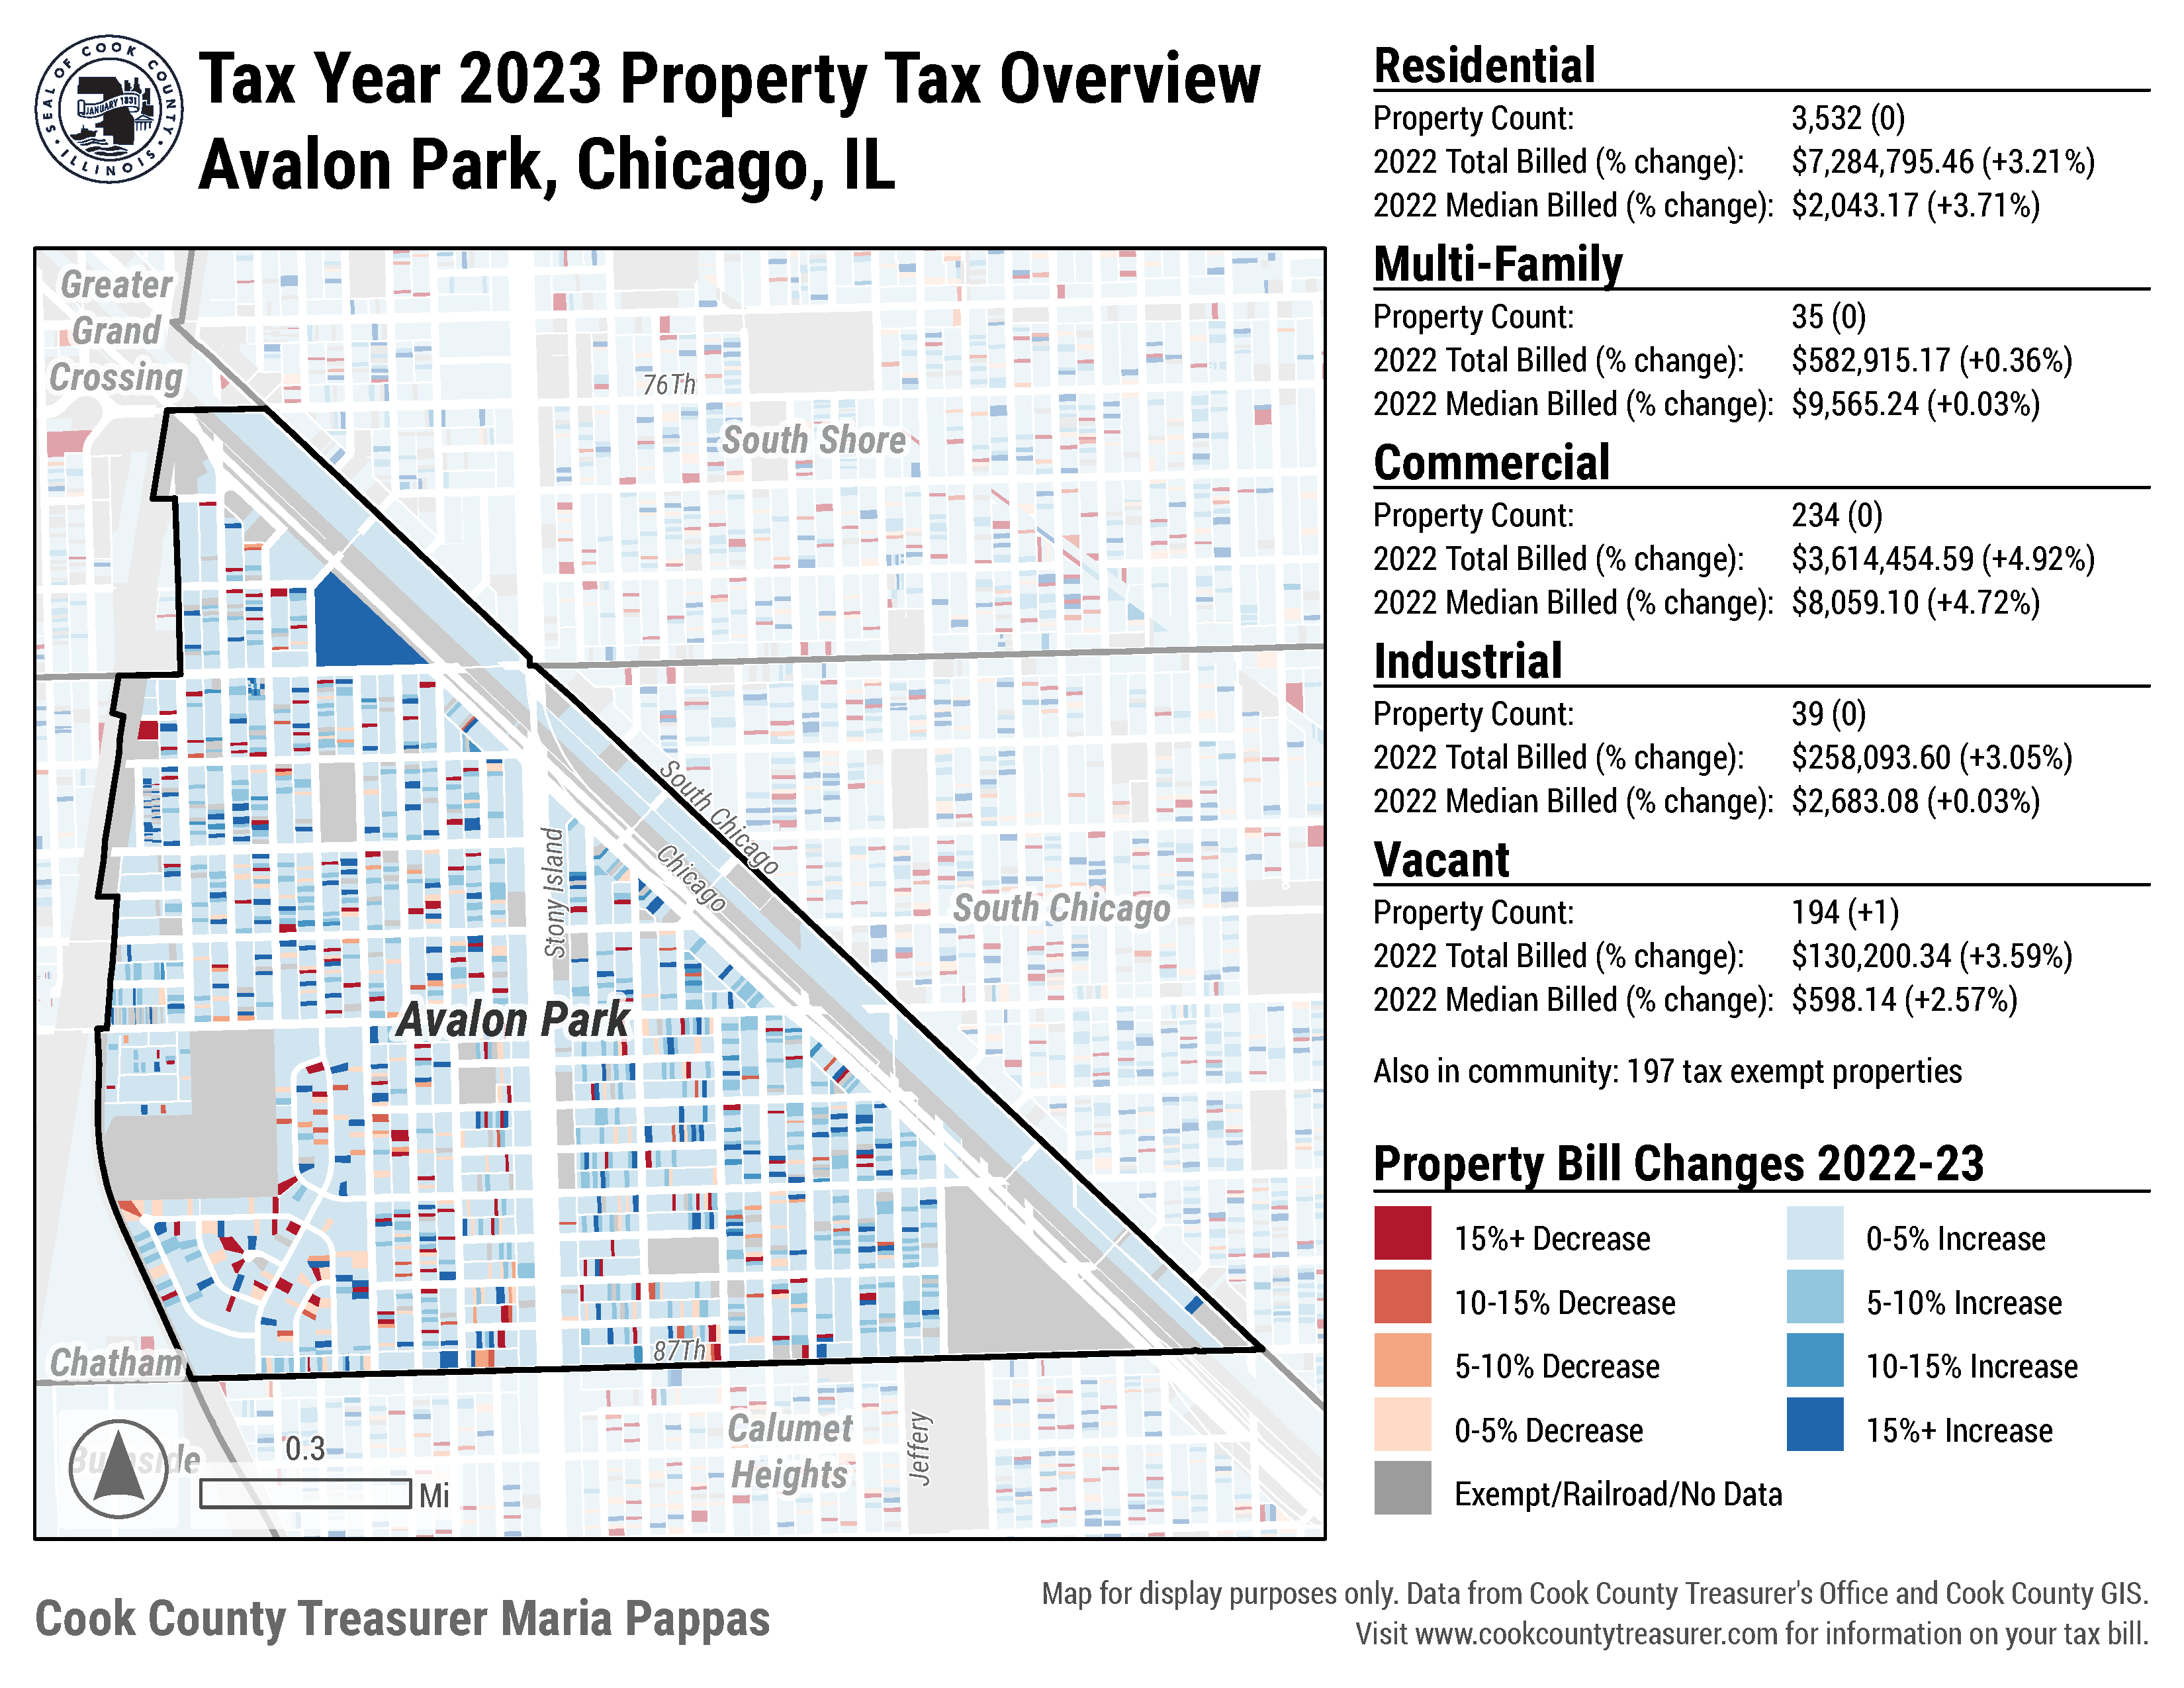 SEAL OF COOK COUNTY
JANUARY 1831
• ILLINOIS •
Tax Year 2023 Property Tax Overview
Avalon Park, Chicago, IL
Greater
Grand
Crossing
76Th
South Shore
South Chicago
Chicago
Stony Island
South Chicago
Avalon Park
87Th
Chatham
Calumet
Heights
Jeffery
0.3
Mi
Residential
Property Count: 3,532 (0)
2022 Total Billed (% change): $7,284,795.46 (+3.21%)
2022 Median Billed (% change): $2,043.17 (+3.71%)
Multi-Family
Property Count: 35 (0)
2022 Total Billed (% change): $582,915.17 (+0.36%)
2022 Median Billed (% change): $9,565.24 (+0.03%)
Commercial
Property Count: 234 (0)
2022 Total Billed (% change): $3,614,454.59 (+4.92%)
2022 Median Billed (% change): $8,059.10 (+4.72%)
Industrial
Property Count: 39 (0)
2022 Total Billed (% change): $258,093.60 (+3.05%)
2022 Median Billed (% change): $2,683.08 (+0.03%)
Vacant
Property Count: 194 (+1)
2022 Total Billed (% change): $130,200.34 (+3.59%)
2022 Median Billed (% change): $598.14 (+2.57%)
Also in community: 197 tax exempt properties
Property Bill Changes 2022-23
15%+ Decrease
10-15% Decrease
5-10% Decrease
0-5% Decrease
Exempt/Railroad/No Data
0-5% Increase
5-10% Increase
10-15% Increase
15%+ Increase
Cook County Treasurer Maria Pappas
Map for display purposes only. Data from Cook County Treasurer's Office and Cook County GIS.
Visit www.cookcountytreasurer.com for information on your tax bill.